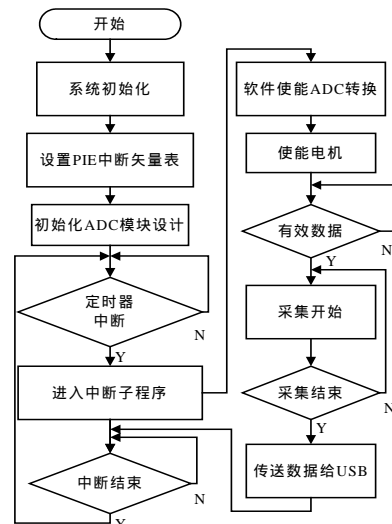 开始
系统初始化
设置PIE中断矢量表
初始化ADC模块设计
定时器
中断
N
Y
进入中断子程序
中断结束
N
Y
软件使能ADC转换
使能电机
有效数据
N
Y
采集开始
采集结束
N
Y
传送数据给USB